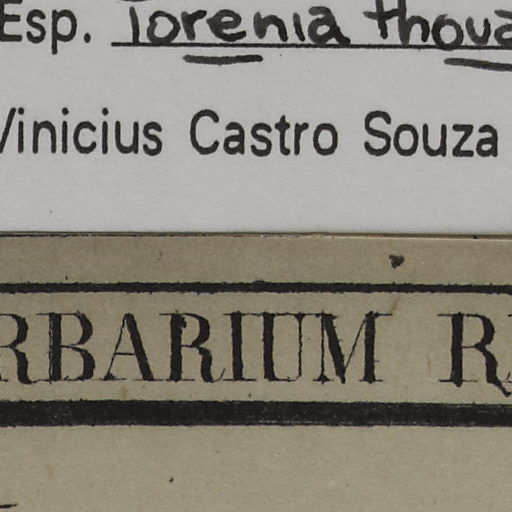 Esp. Torenia thoua
Vinicius Castro Souza
RBARIUM R